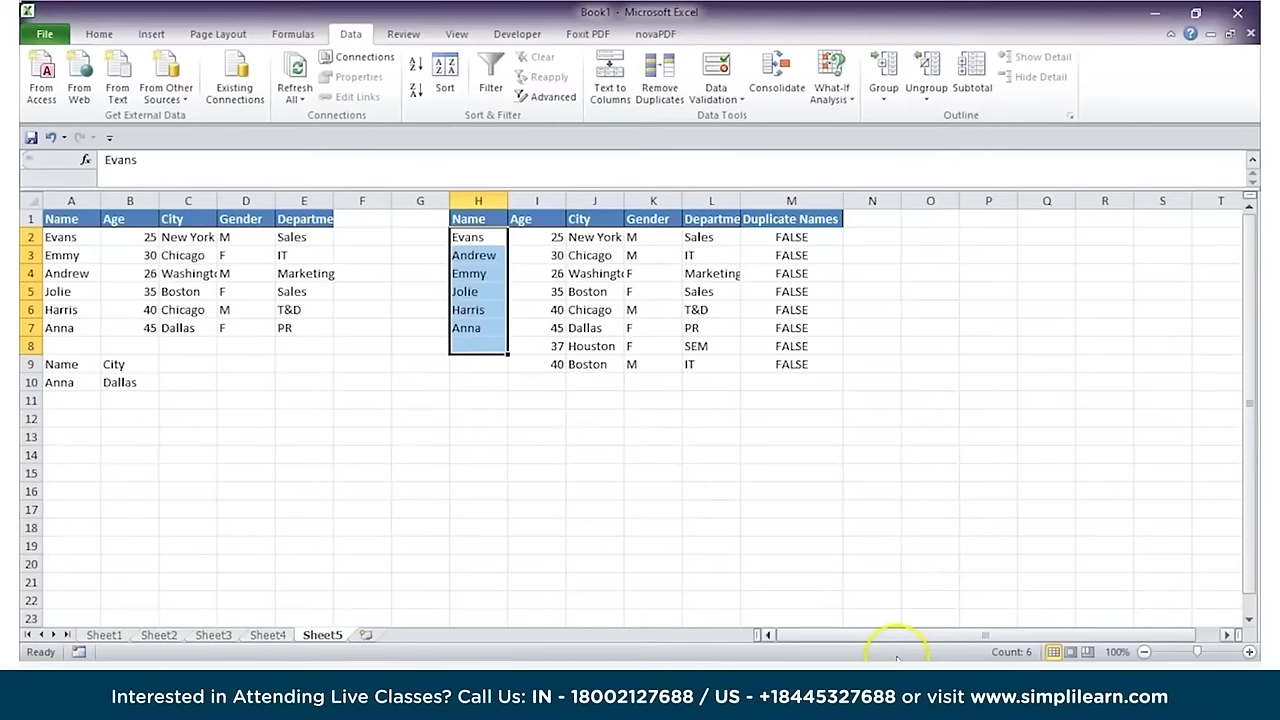 Book1 - Microsoft Excel
File Home Insert Page Layout Formulas Data Review View Developer Foxit PDF novaPDF
From Access From Web From Text From Other Sources Existing Connections
Get External Data
Refresh All Connections Properties Edit Links
Connections
Sort Filter Clear Reapply Advanced
Sort & Filter
Text to Columns Remove Duplicates Data Validation Consolidate What-If Analysis
Data Tools
Group Ungroup Subtotal Show Detail Hide Detail
Outline
fx Evans
A B C D E F G H I J K L M N O P Q R S T
1 Name Age City Gender Departme Name Age City Gender Departme Duplicate Names
2 Evans 25 New York M Sales Evans 25 New York M Sales FALSE
3 Emmy 30 Chicago F IT Andrew 30 Chicago M IT FALSE
4 Andrew 26 Washingt M Marketing Emmy 26 Washingt F Marketing FALSE
5 Jolie 35 Boston F Sales Jolie 35 Boston F Sales FALSE
6 Harris 40 Chicago M T&D Harris 40 Chicago M T&D FALSE
7 Anna 45 Dallas F PR Anna 45 Dallas F PR FALSE
8 37 Houston F SEM FALSE
9 Name City 40 Boston M IT FALSE
10 Anna Dallas
11
12
13
14
15
16
17
18
19
20
21
22
23
Sheet1 Sheet2 Sheet3 Sheet4 Sheet5
Ready Count: 6 100%
Interested in Attending Live Classes? Call Us: IN - 18002127688 / US - +18445327688 or visit www.simplilearn.com